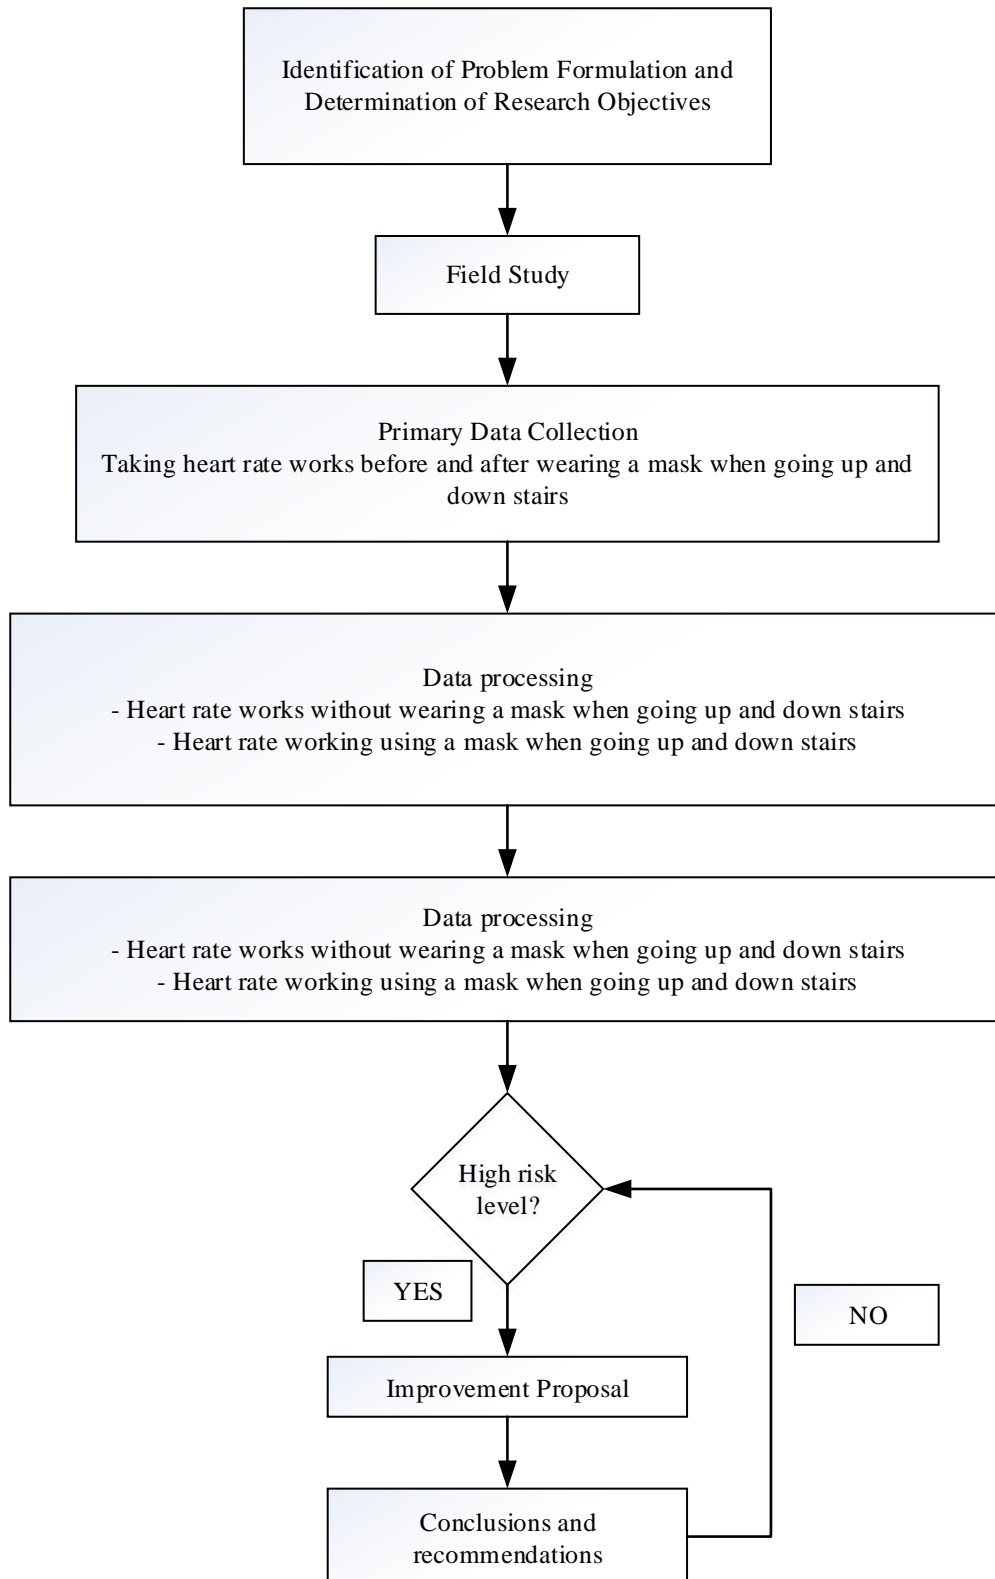 Identification of Problem Formulation and
Determination of Research Objectives
Field Study
Primary Data Collection
Taking heart rate works before and after wearing a mask when going up and
down stairs
Data processing
- Heart rate works without wearing a mask when going up and down stairs
- Heart rate working using a mask when going up and down stairs
Data processing
- Heart rate works without wearing a mask when going up and down stairs
- Heart rate working using a mask when going up and down stairs
High risk
level?
YES
NO
Improvement Proposal
Conclusions and
recommendations